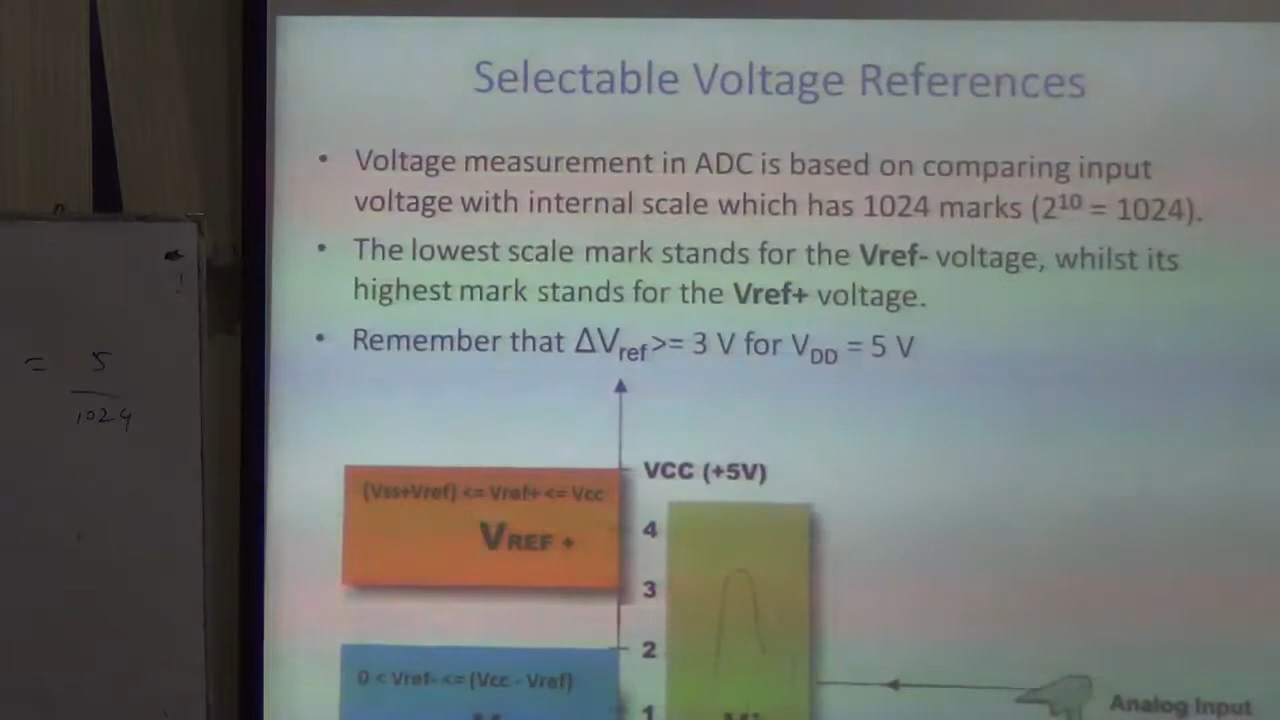 Selectable Voltage References
• Voltage measurement in ADC is based on comparing input
voltage with internal scale which has 1024 marks (2¹⁰ = 1024).
• The lowest scale mark stands for the Vref- voltage, whilst its
highest mark stands for the Vref+ voltage.
• Remember that ΔVref >= 3 V for VDD = 5 V
= 5
1024
VCC (+5V)
(Vss+Vref) <= Vref+ <= Vcc
VREF +
4
3
2
0 < Vref- <= (Vcc - Vref)
1
Analog Input